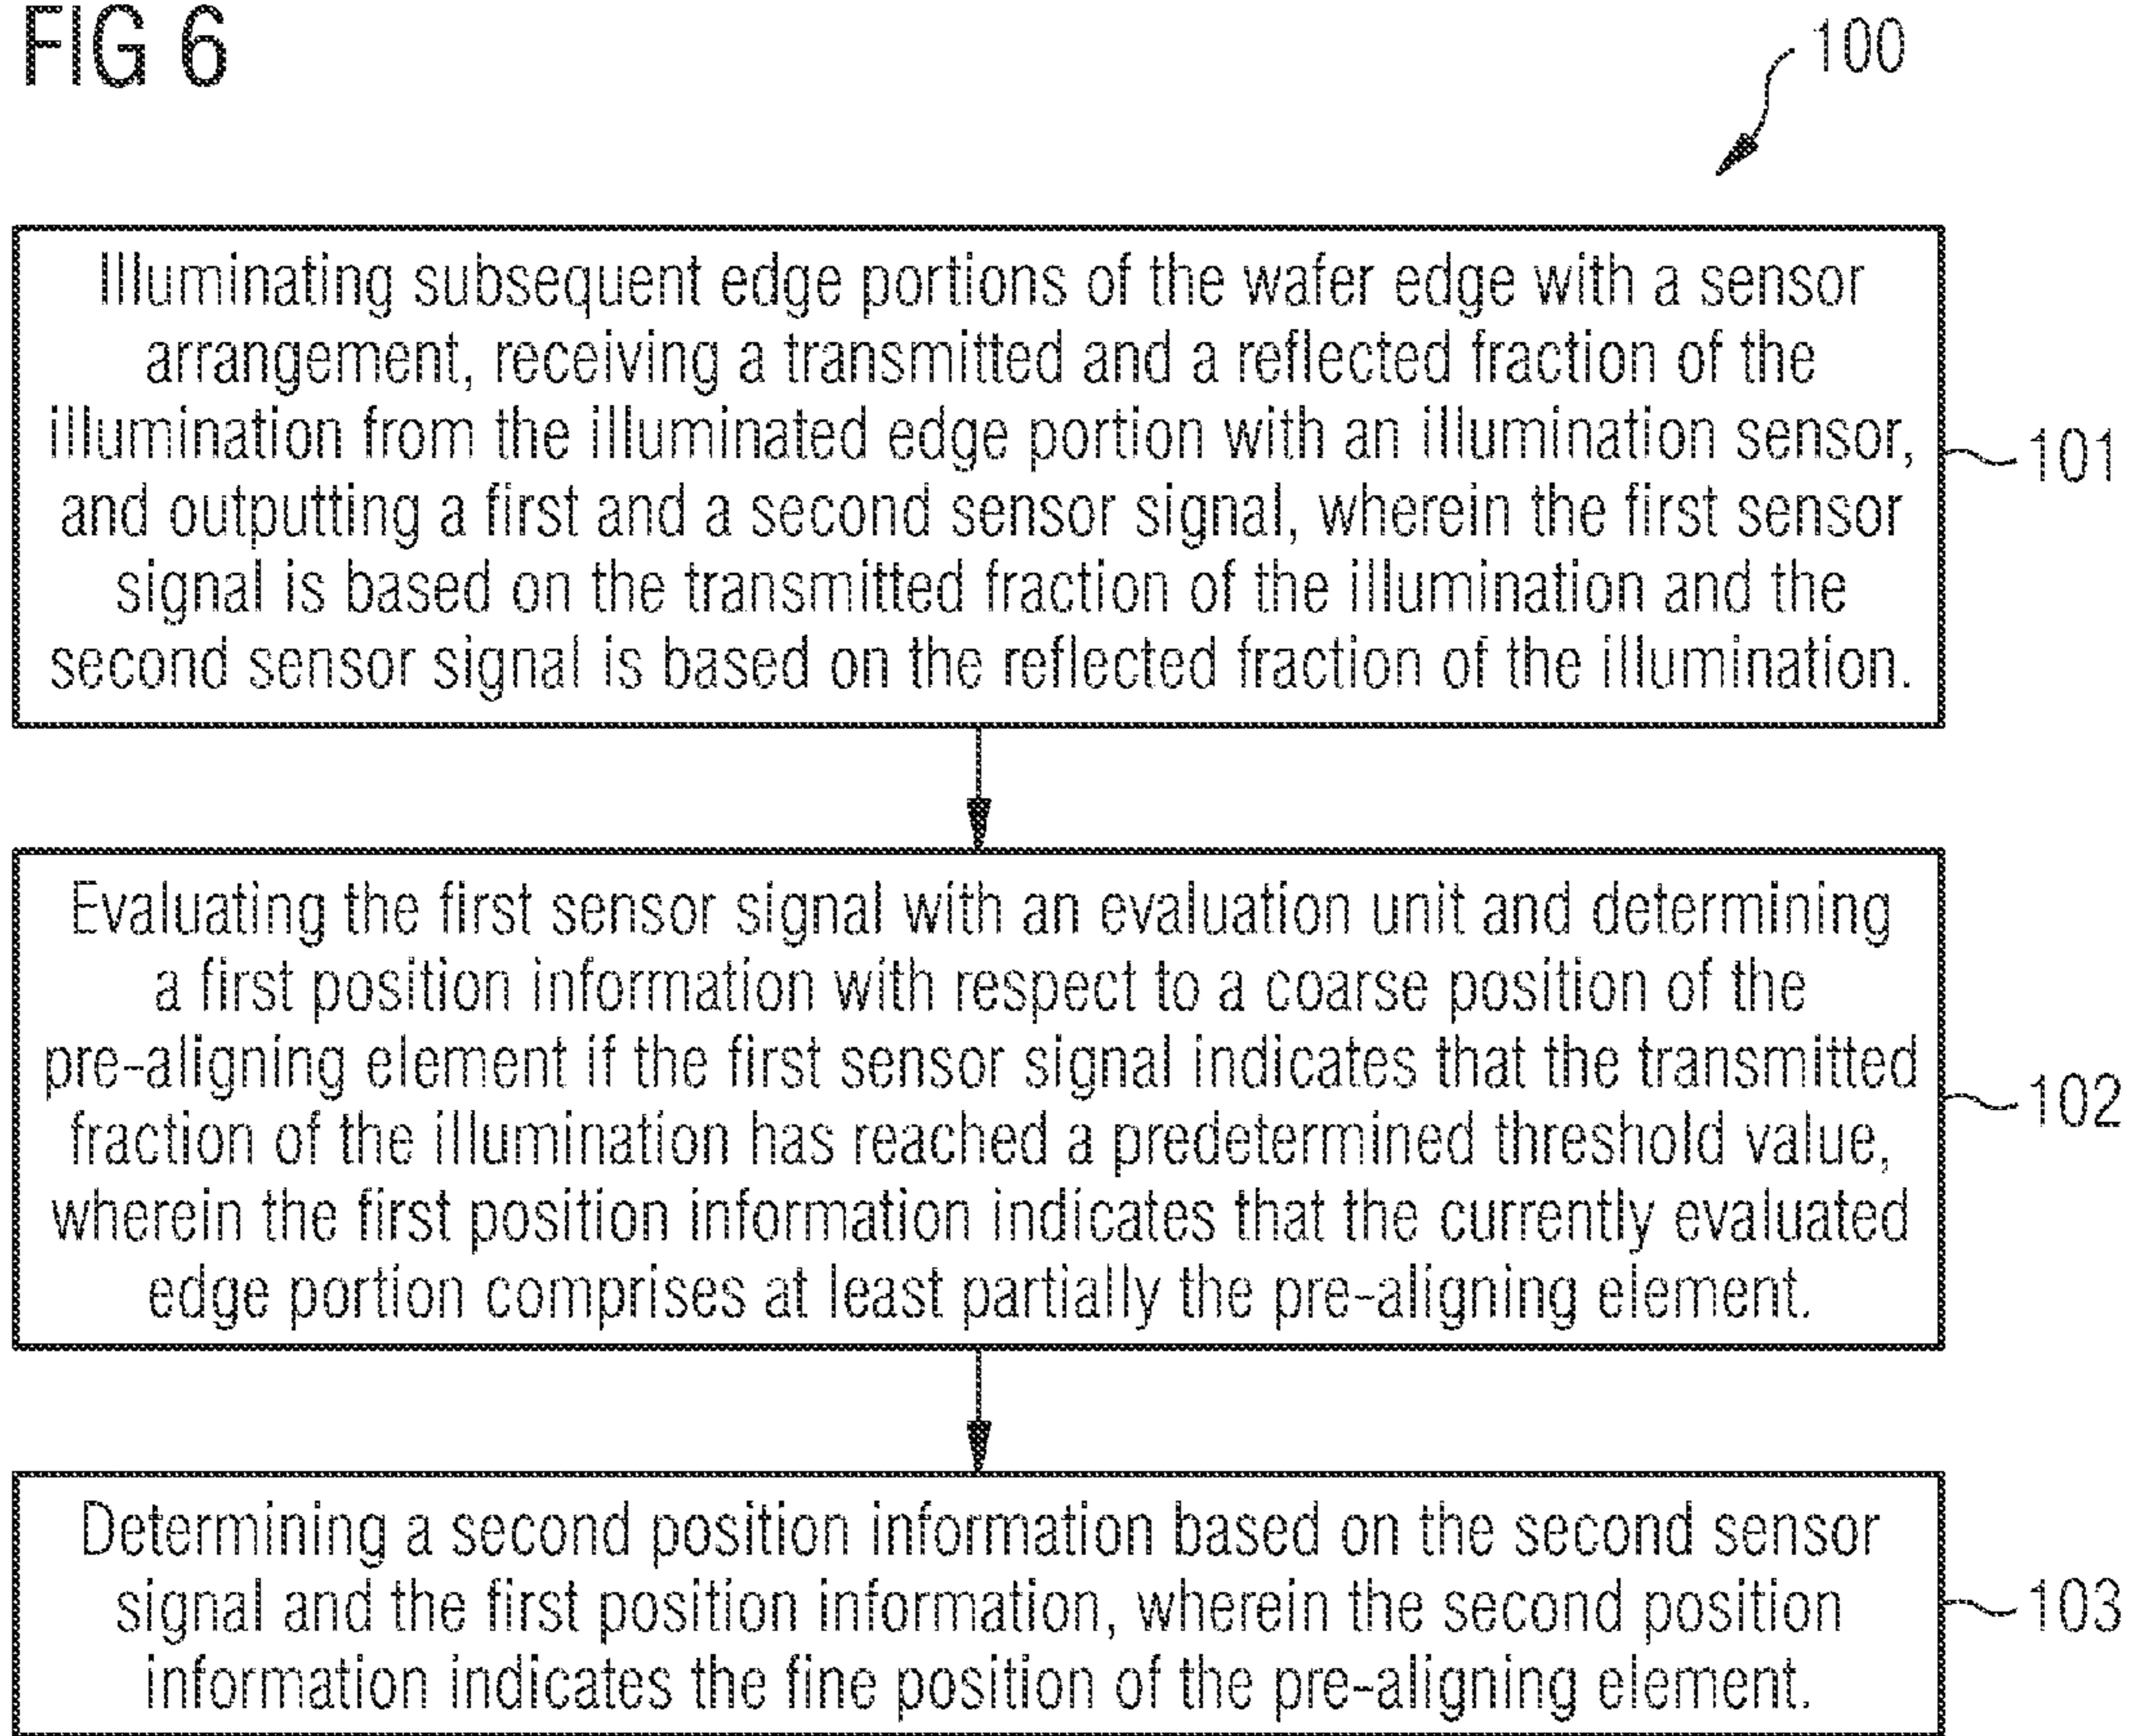 FIG 6
100
Illuminating subsequent edge portions of the wafer edge with a sensor
arrangement, receiving a transmitted and a reflected fraction of the
illumination from the illuminated edge portion with an illumination sensor,
and outputting a first and a second sensor signal, wherein the first sensor
signal is based on the transmitted fraction of the illumination and the
second sensor signal is based on the reflected fraction of the illumination.
101
Evaluating the first sensor signal with an evaluation unit and determining
a first position information with respect to a coarse position of the
pre-aligning element if the first sensor signal indicates that the transmitted
fraction of the illumination has reached a predetermined threshold value,
wherein the first position information indicates that the currently evaluated
edge portion comprises at least partially the pre-aligning element.
102
Determining a second position information based on the second sensor
signal and the first position information, wherein the second position
information indicates the fine position of the pre-aligning element.
103